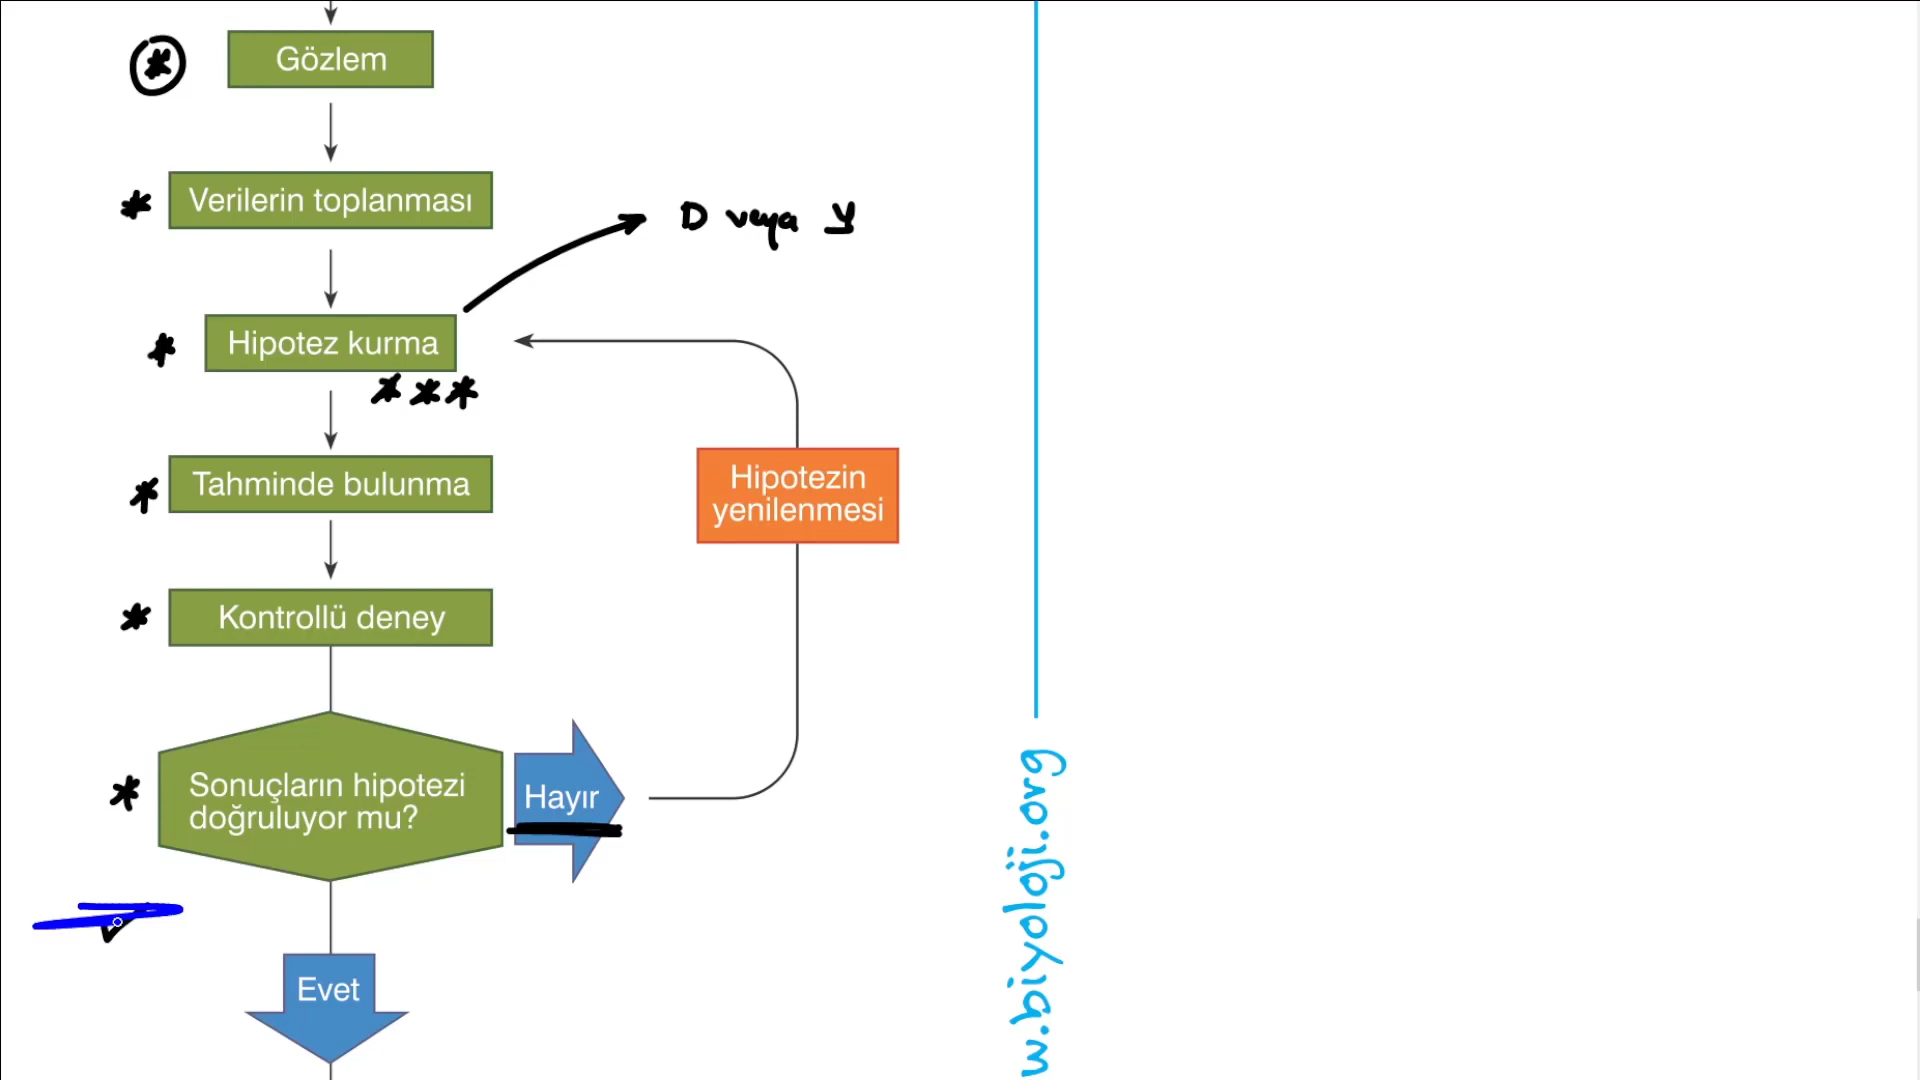 Gözlem
Verilerin toplanması
D veya Y
Hipotez kurma
Tahminde bulunma
Hipotezin
yenilenmesi
Kontrollü deney
Sonuçların hipotezi
doğruluyor mu?
Hayır
Evet
w.biyoloji.org